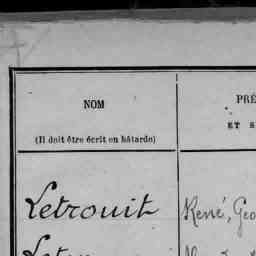 NOM
(Il doit être écrit en bâtarde)
PRÉ
ET S
Letrouit
René, Geo